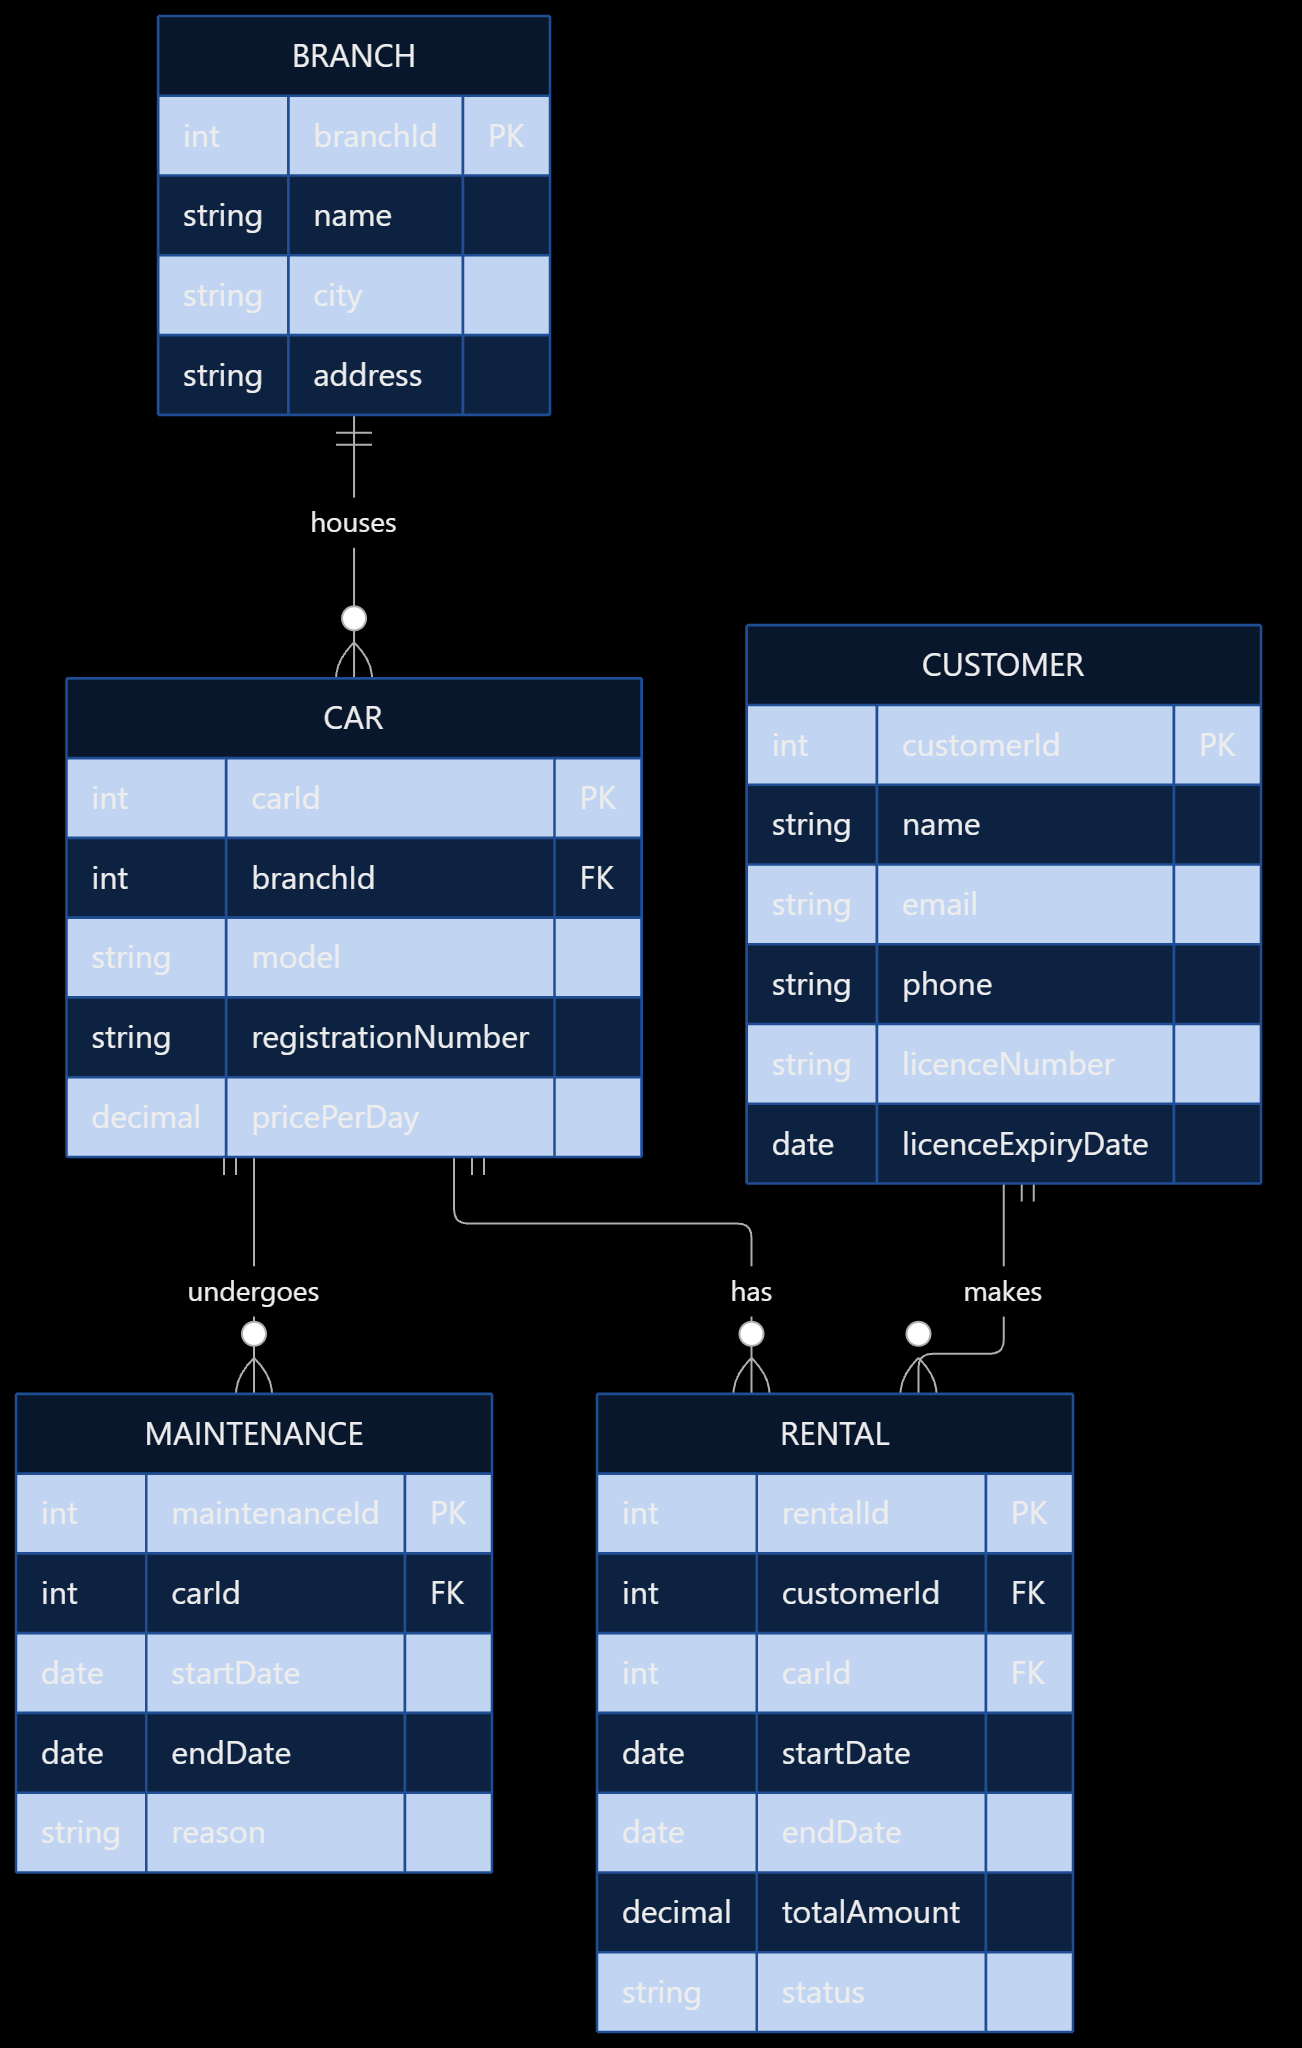 BRANCH
int branchId PK
string name
string city
string address
houses
CAR
int carId PK
int branchId FK
string model
string registrationNumber
decimal pricePerDay
CUSTOMER
int customerId PK
string name
string email
string phone
string licenceNumber
date licenceExpiryDate
undergoes
has
makes
MAINTENANCE
int maintenanceId PK
int carId FK
date startDate
date endDate
string reason
RENTAL
int rentalId PK
int customerId FK
int carId FK
date startDate
date endDate
decimal totalAmount
string status